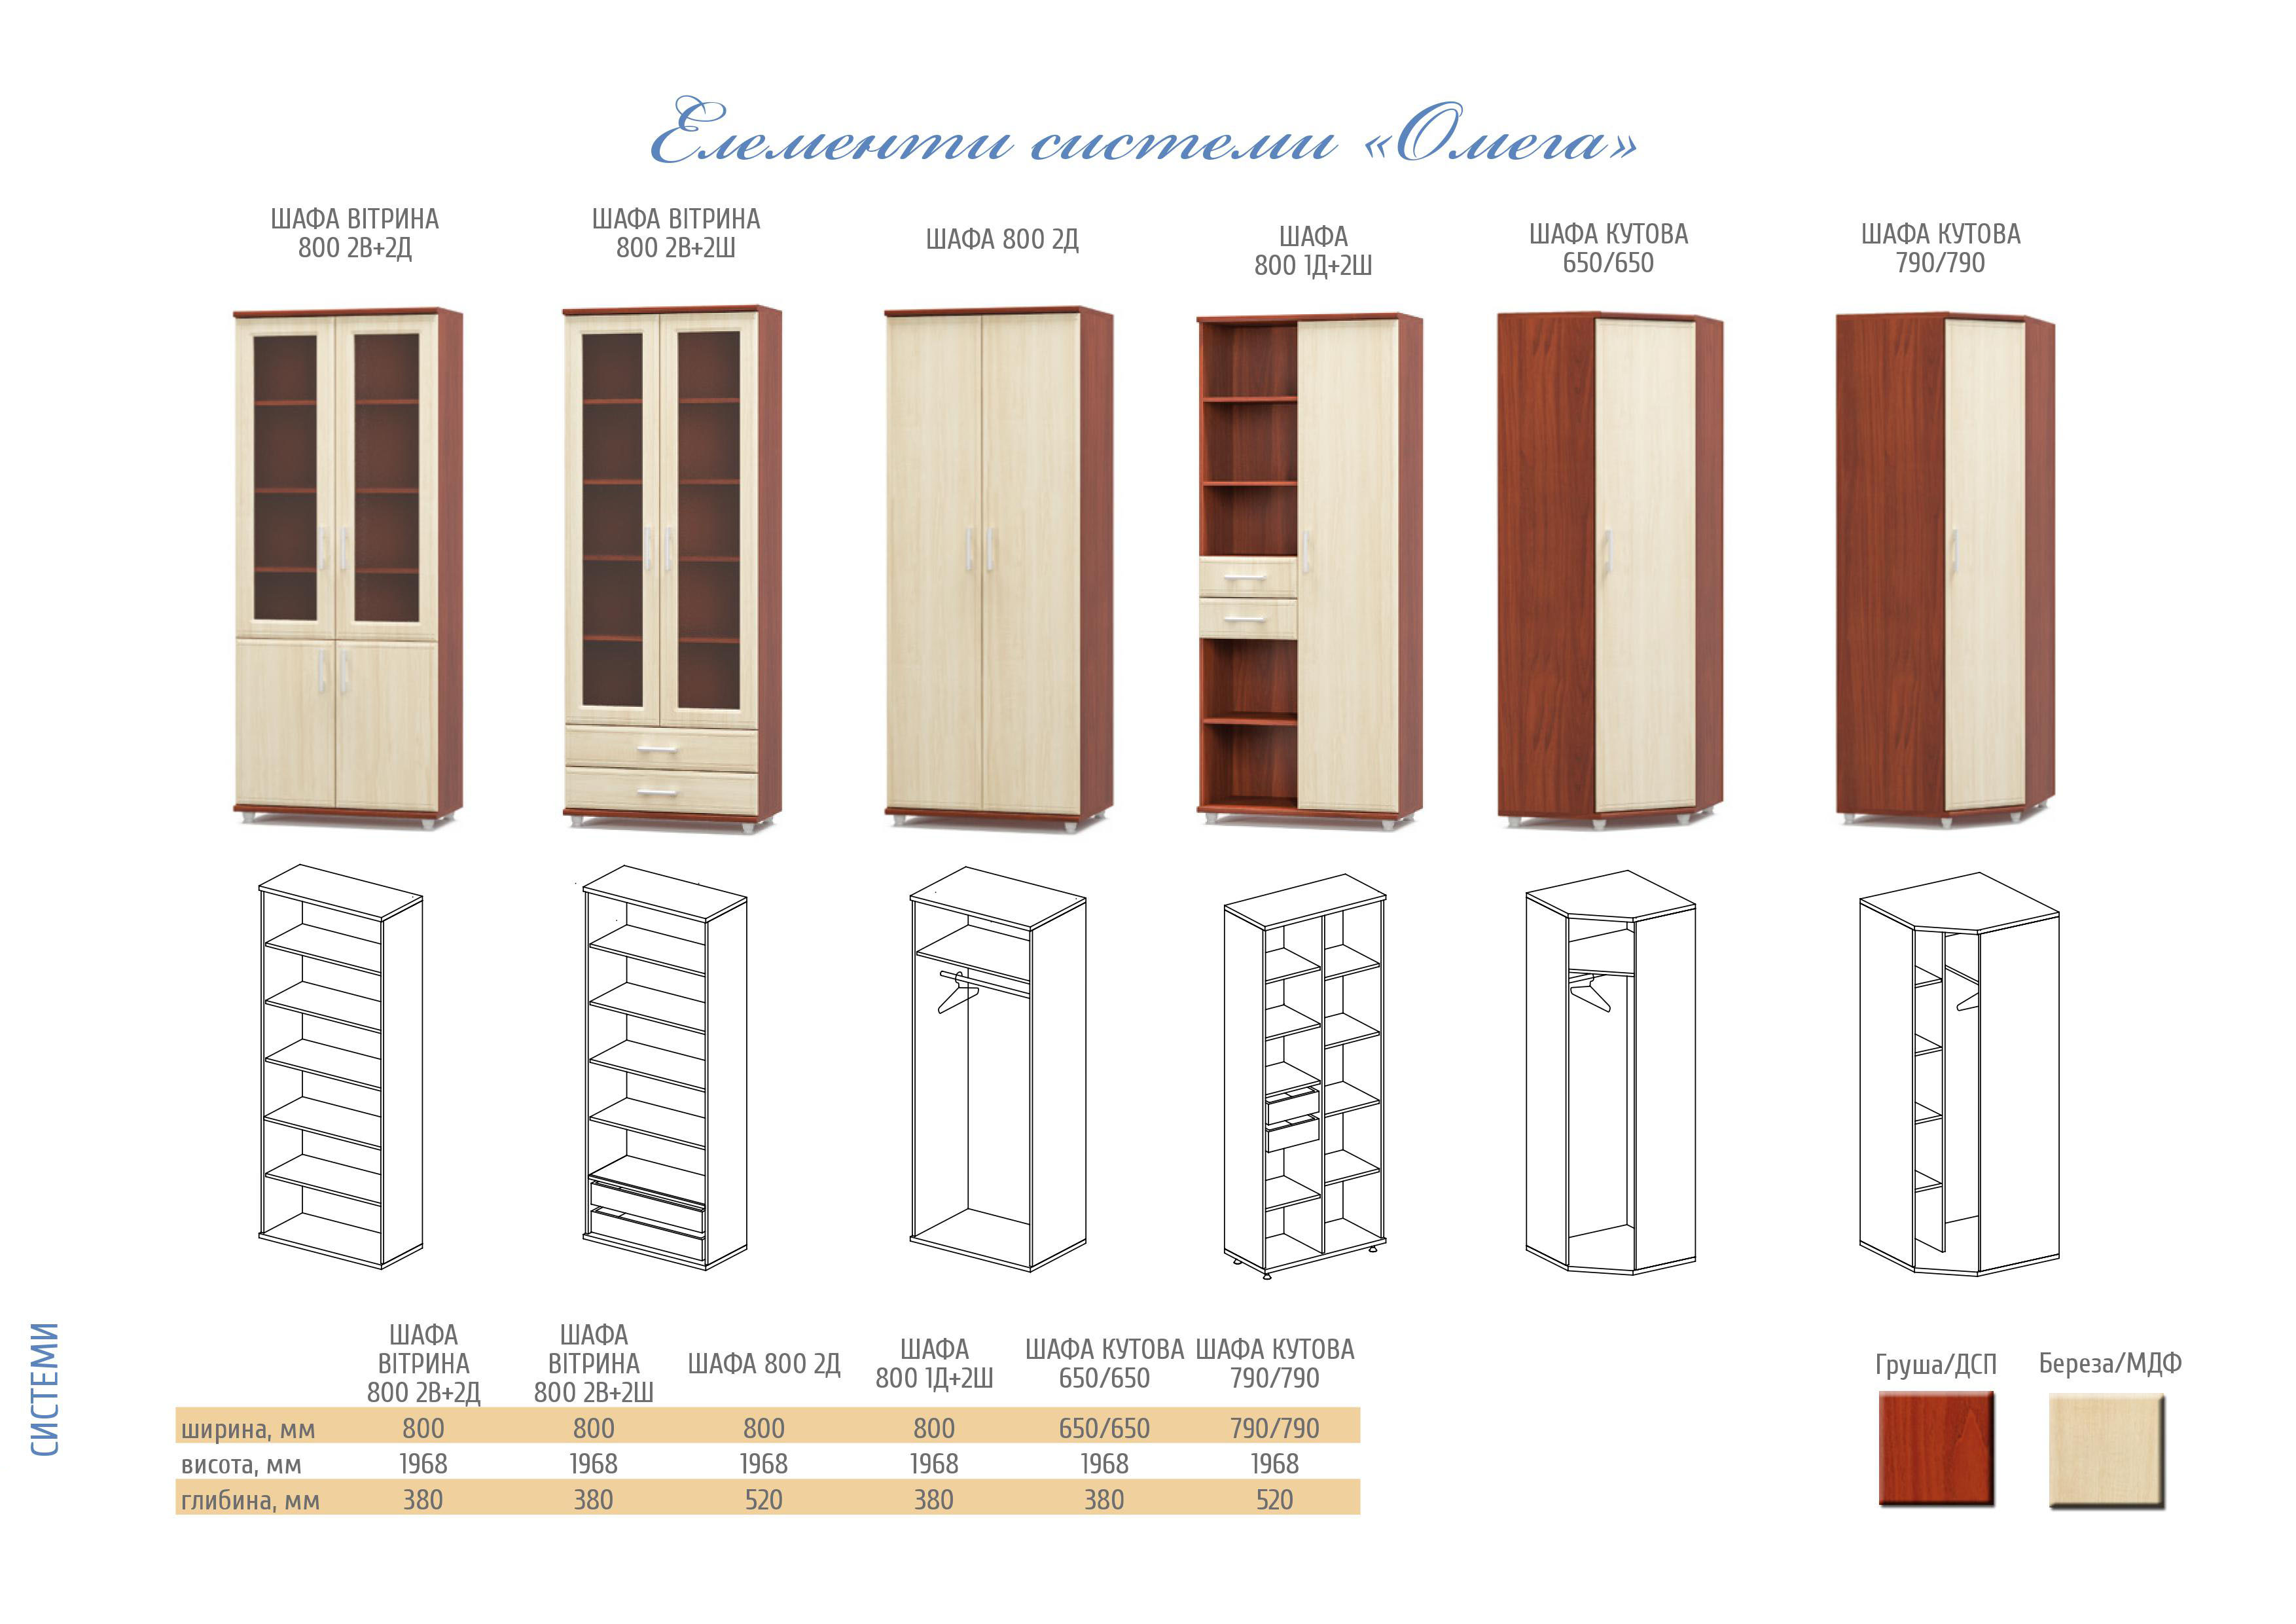 Елементи системи «Омега»
ШАФА ВІТРИНА
800 2В+2Д
ШАФА ВІТРИНА
800 2В+2Ш
ШАФА 800 2Д
ШАФА
800 1Д+2Ш
ШАФА КУТОВА
650/650
ШАФА КУТОВА
790/790
СИСТЕМИ
ШАФА
ВІТРИНА
800 2В+2Д
ШАФА
ВІТРИНА
800 2В+2Ш
ШАФА 800 2Д
ШАФА
800 1Д+2Ш
ШАФА КУТОВА
650/650
ШАФА КУТОВА
790/790
ширина, мм 800 800 800 800 650/650 790/790
висота, мм 1968 1968 1968 1968 1968 1968
глибина, мм 380 380 520 380 380 520
Груша/ДСП
Береза/МДФ